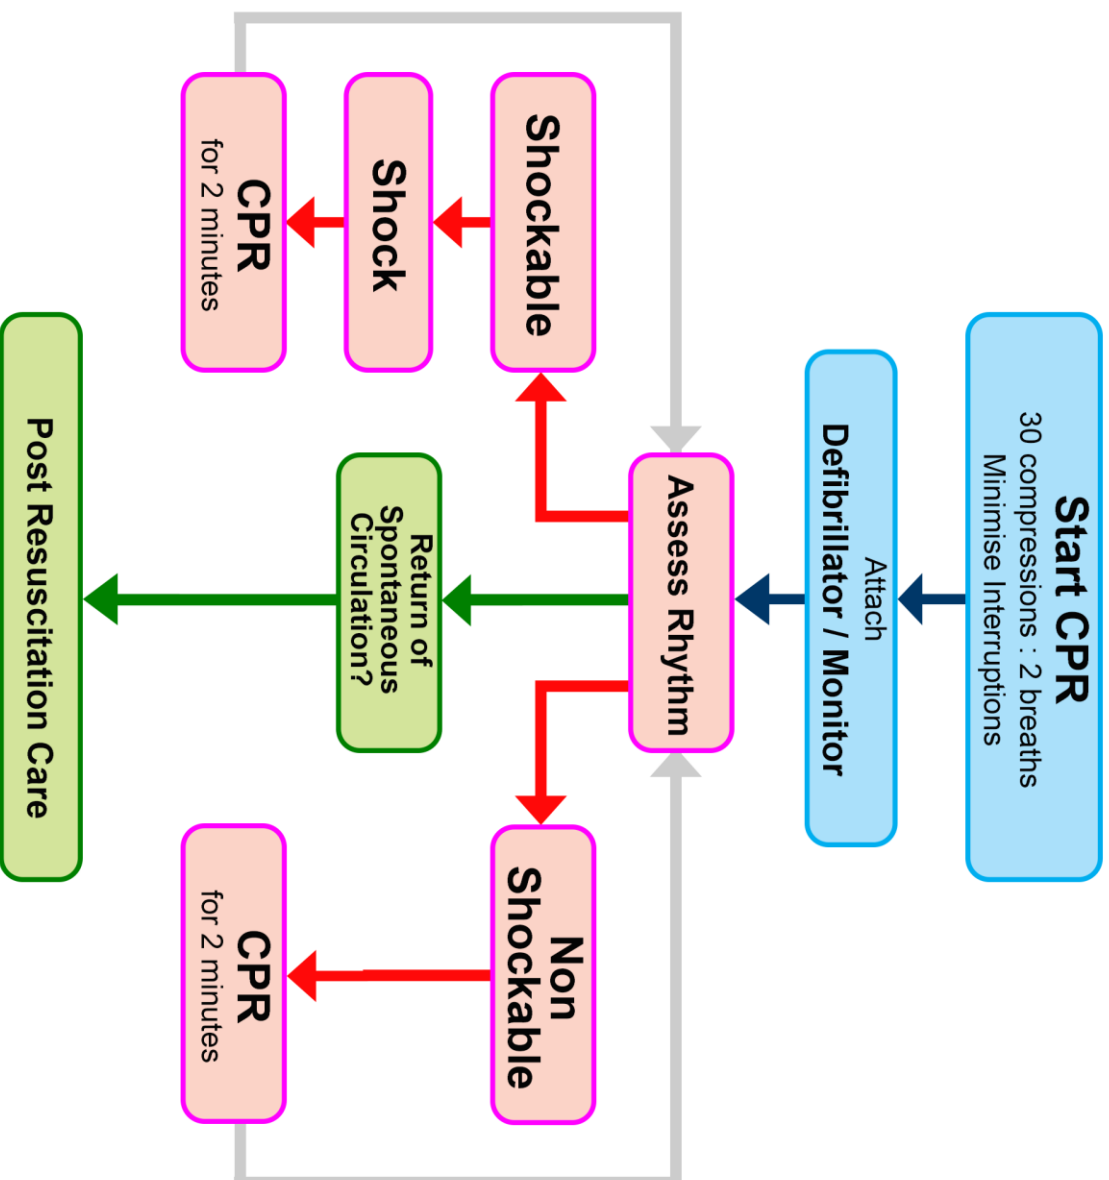 Start CPR
30 compressions : 2 breaths
Minimise Interruptions
Attach
Defibrillator / Monitor
Assess Rhythm
Shockable
Shock
CPR
for 2 minutes
Return of
Spontaneous
Circulation?
Non
Shockable
CPR
for 2 minutes
Post Resuscitation Care